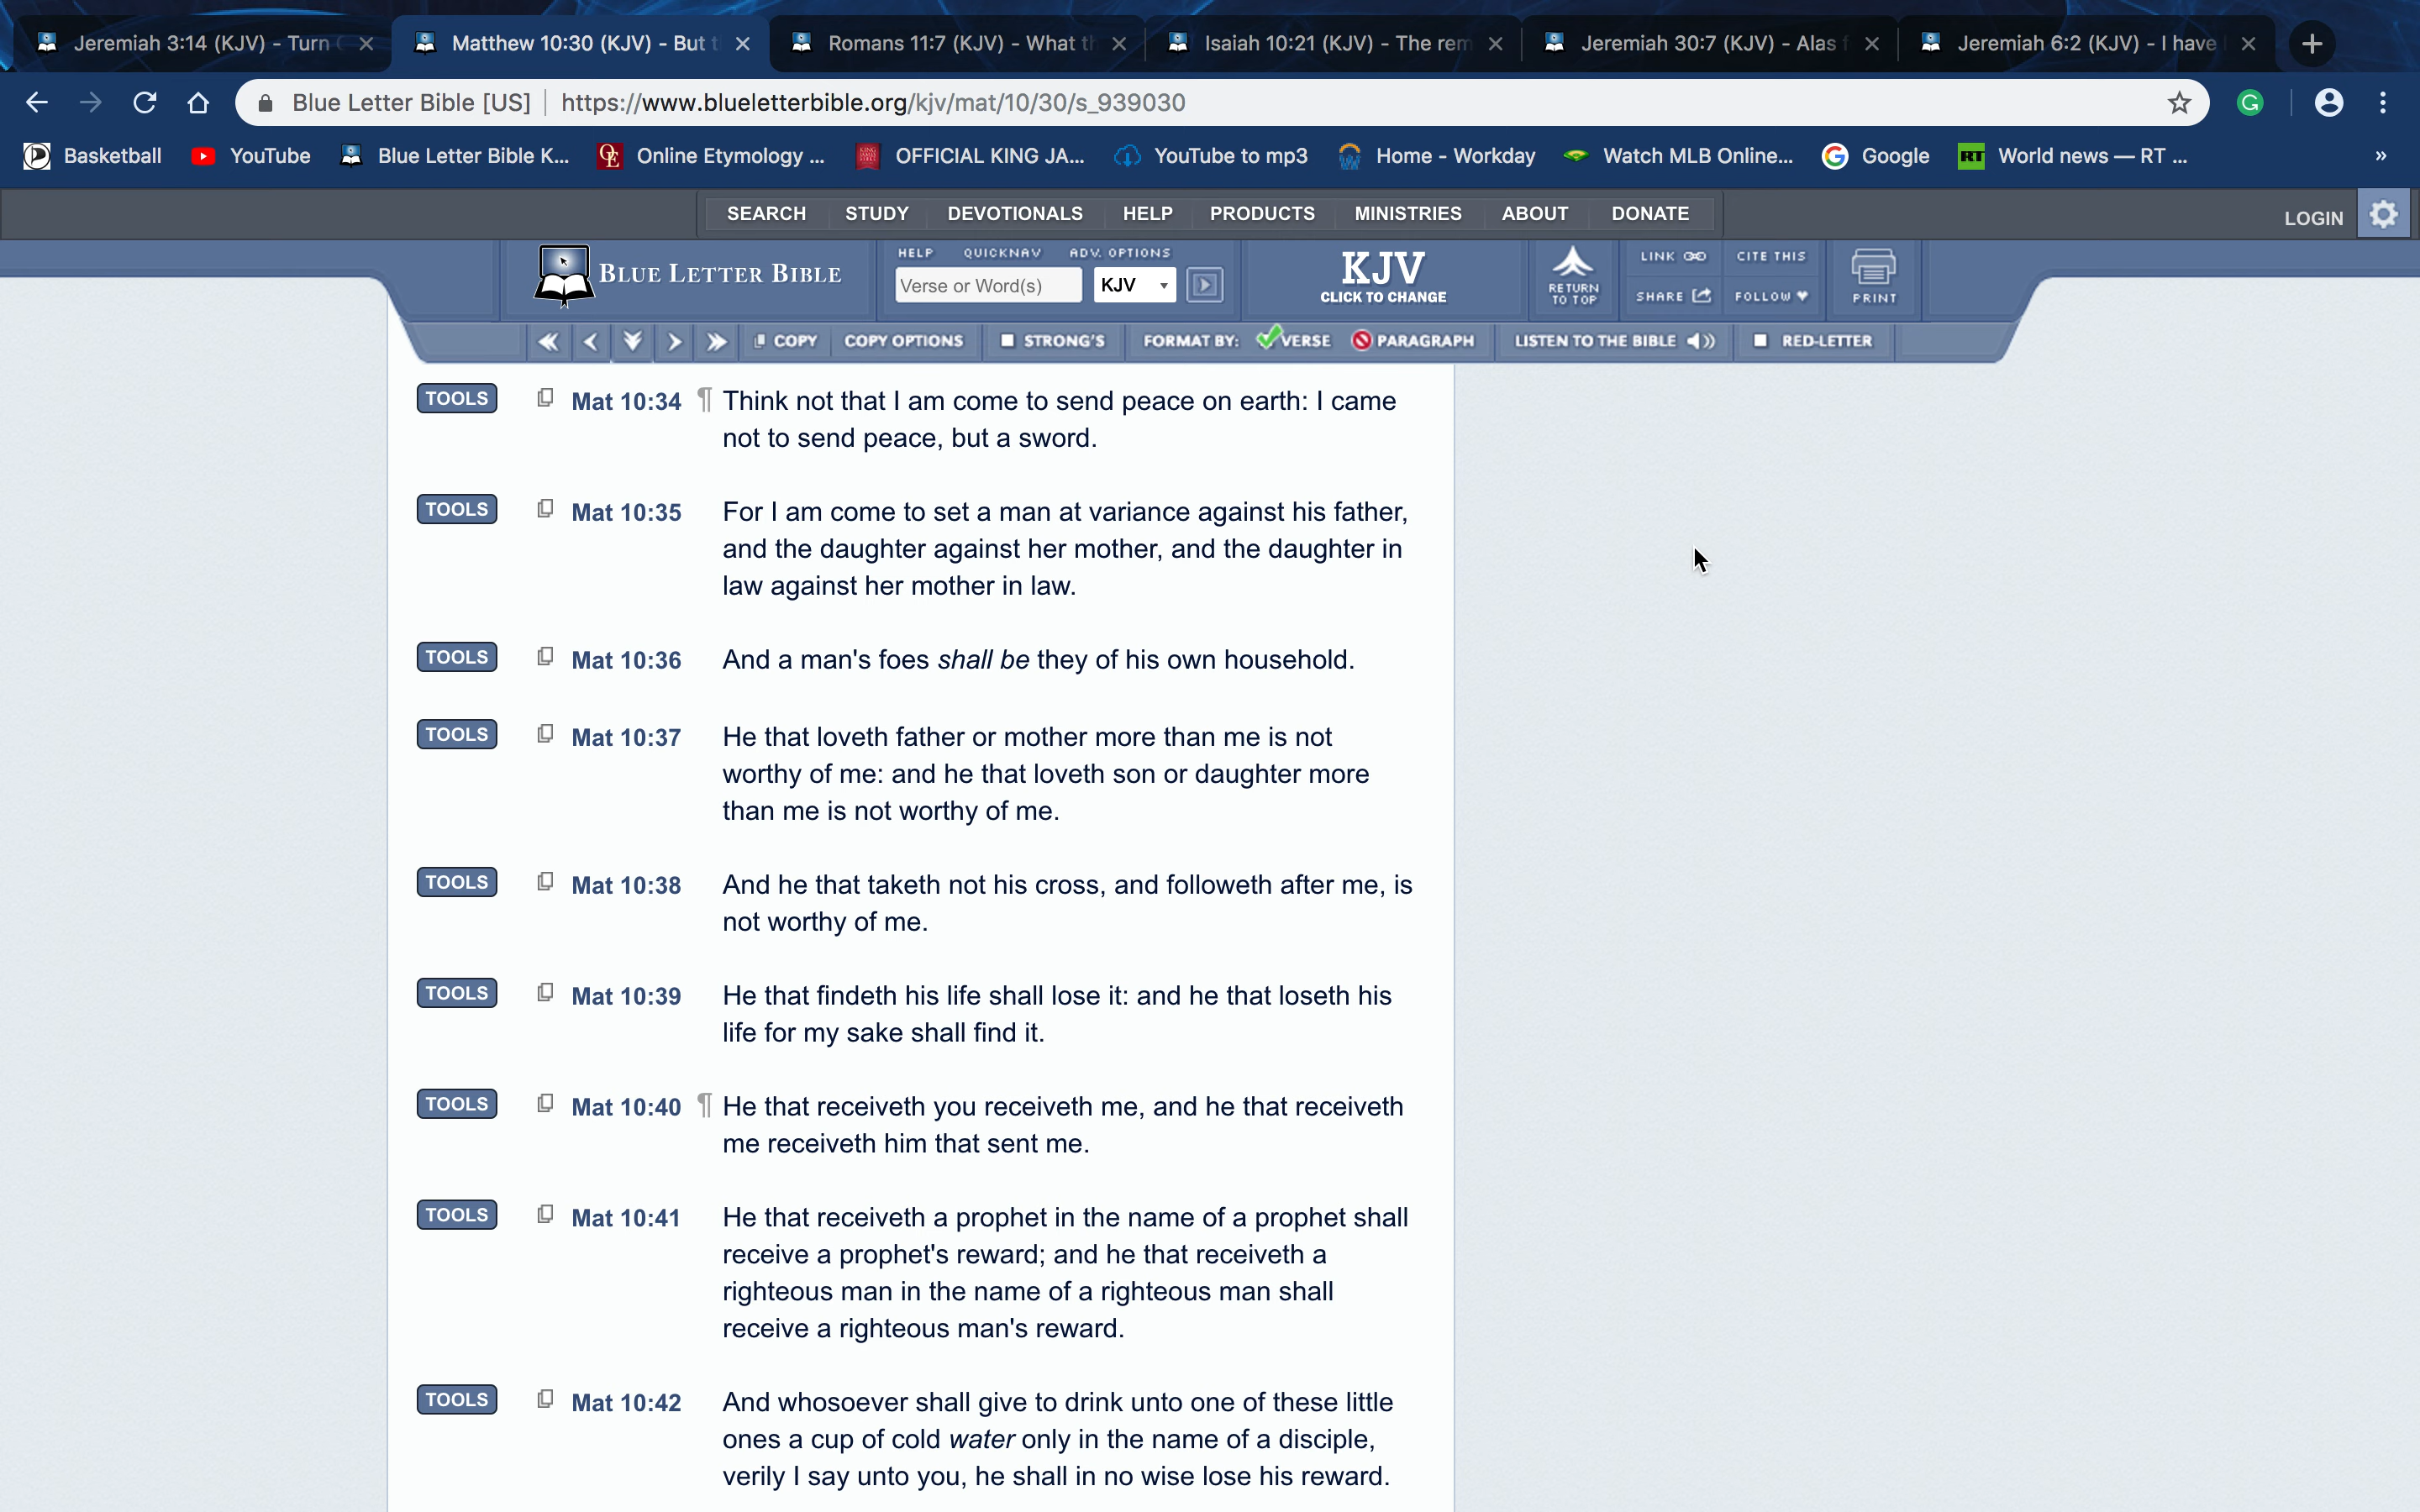 Jeremiah 3:14 (KJV) - Turn
Matthew 10:30 (KJV) - But t
Romans 11:7 (KJV) - What th
Isaiah 10:21 (KJV) - The rem
Jeremiah 30:7 (KJV) - Alas f
Jeremiah 6:2 (KJV) - I have
Blue Letter Bible [US] https://www.blueletterbible.org/kjv/mat/10/30/s_939030
Basketball YouTube Blue Letter Bible K... Online Etymology ... OFFICIAL KING JA... YouTube to mp3 Home - Workday Watch MLB Online... Google World news — RT ... »
SEARCH STUDY DEVOTIONALS HELP PRODUCTS MINISTRIES ABOUT DONATE
LOGIN
BLUE LETTER BIBLE
HELP QUICKNAV ADV. OPTIONS
Verse or Word(s) KJV
KJV
CLICK TO CHANGE
RETURN
TO TOP
LINK CITE THIS
SHARE FOLLOW
PRINT
COPY COPY OPTIONS STRONG'S FORMAT BY: VERSE PARAGRAPH LISTEN TO THE BIBLE RED-LETTER
TOOLS Mat 10:34 ¶ Think not that I am come to send peace on earth: I came
not to send peace, but a sword.
TOOLS Mat 10:35 For I am come to set a man at variance against his father,
and the daughter against her mother, and the daughter in
law against her mother in law.
TOOLS Mat 10:36 And a man's foes shall be they of his own household.
TOOLS Mat 10:37 He that loveth father or mother more than me is not
worthy of me: and he that loveth son or daughter more
than me is not worthy of me.
TOOLS Mat 10:38 And he that taketh not his cross, and followeth after me, is
not worthy of me.
TOOLS Mat 10:39 He that findeth his life shall lose it: and he that loseth his
life for my sake shall find it.
TOOLS Mat 10:40 ¶ He that receiveth you receiveth me, and he that receiveth
me receiveth him that sent me.
TOOLS Mat 10:41 He that receiveth a prophet in the name of a prophet shall
receive a prophet's reward; and he that receiveth a
righteous man in the name of a righteous man shall
receive a righteous man's reward.
TOOLS Mat 10:42 And whosoever shall give to drink unto one of these little
ones a cup of cold water only in the name of a disciple,
verily I say unto you, he shall in no wise lose his reward.